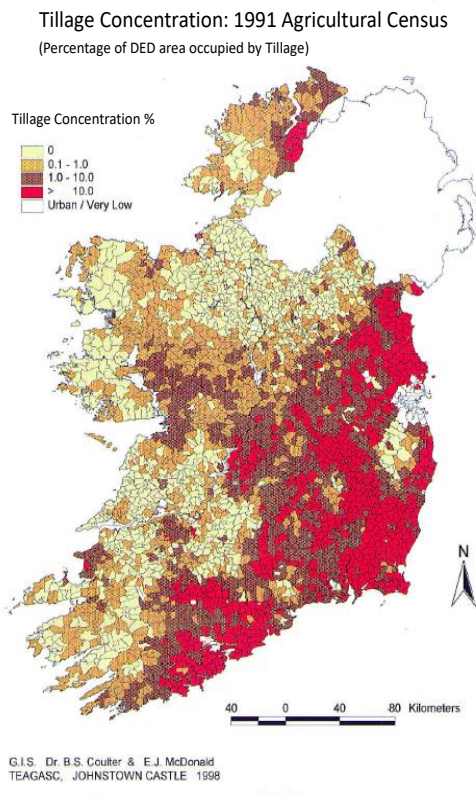 Tillage Concentration: 1991 Agricultural Census
(Percentage of DED area occupied by Tillage)
Tillage Concentration %
0
0.1 - 1.0
1.0 - 10.0
> 10.0
Urban / Very Low
N
40 0 40 80 Kilometers
G.I.S. Dr. B.S. Coulter & E.J. McDonald
TEAGASC, JOHNSTOWN CASTLE 1998